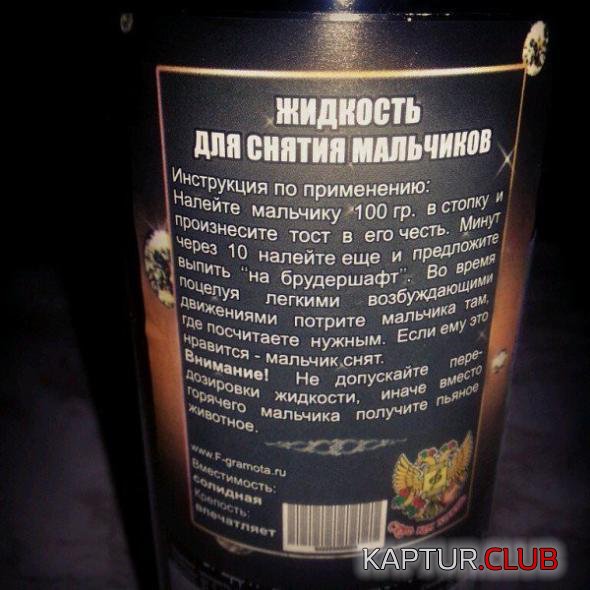 ЖИДКОСТЬ
ДЛЯ СНЯТИЯ МАЛЬЧИКОВ
Инструкция по применению:
Налейте мальчику 100 гр. в стопку и
произнесите тост в его честь. Минут
через 10 налейте еще и предложите
выпить “на брудершафт”. Во время
поцелуя легкими возбуждающими
движениями потрите мальчика там,
где посчитаете нужным. Если ему это
нравится - мальчик снят.
Внимание! Не допускайте пере-
дозировки жидкости, иначе вместо
горячего мальчика получите пьяное
животное.
www.F-gramota.ru
Вместимость:
солидная
Крепость:
впечатляет
KAPTUR.CLUB